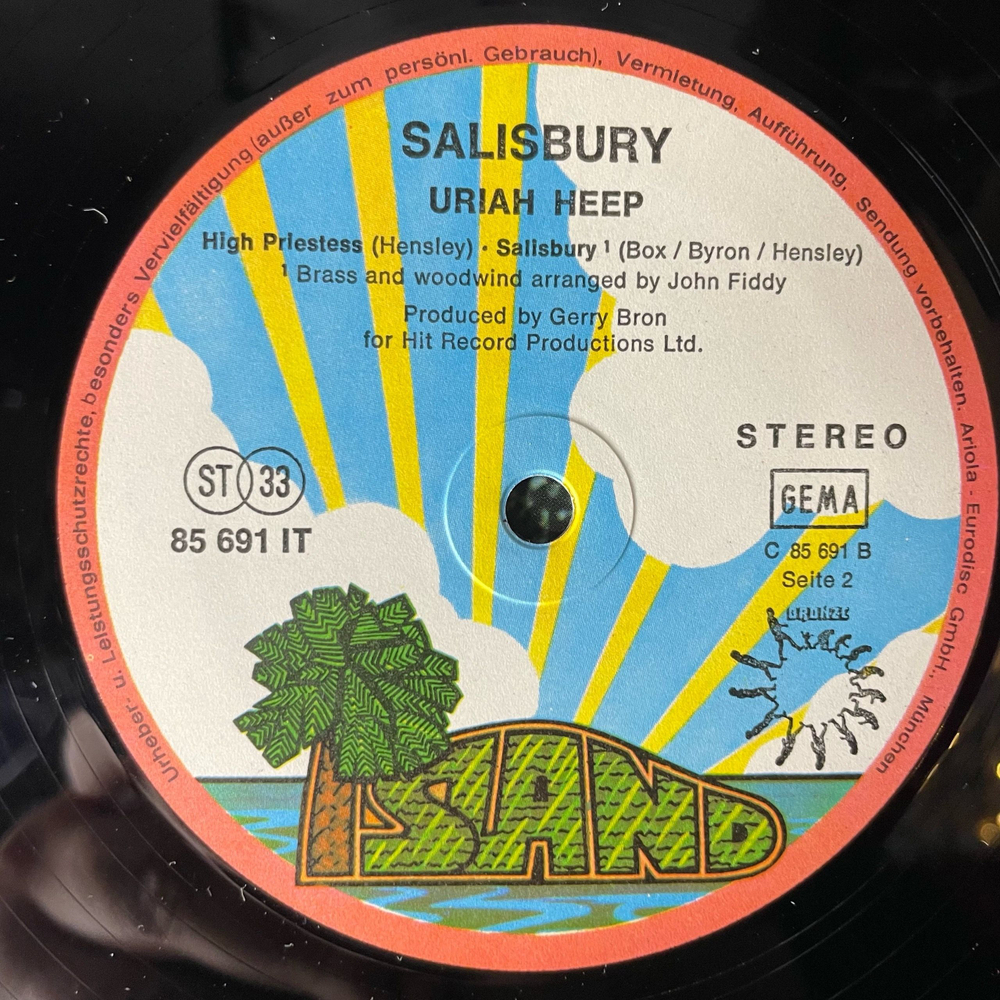 Urheber- u. Leistungsschutzrechte, besonders Vervielfältigung (außer zum persönl. Gebrauch), Vermietung, Aufführung, Sendung vorbehalten. Ariola - Eurodisc GmbH., München
SALISBURY
URIAH HEEP
High Priestess (Hensley) · Salisbury ¹ (Box / Byron / Hensley)
¹ Brass and woodwind arranged by John Fiddy
Produced by Gerry Bron
for Hit Record Productions Ltd.
STEREO
ST 33
GEMA
85 691 IT
C 85 691 B
Seite 2
BRONZE
ISLAND